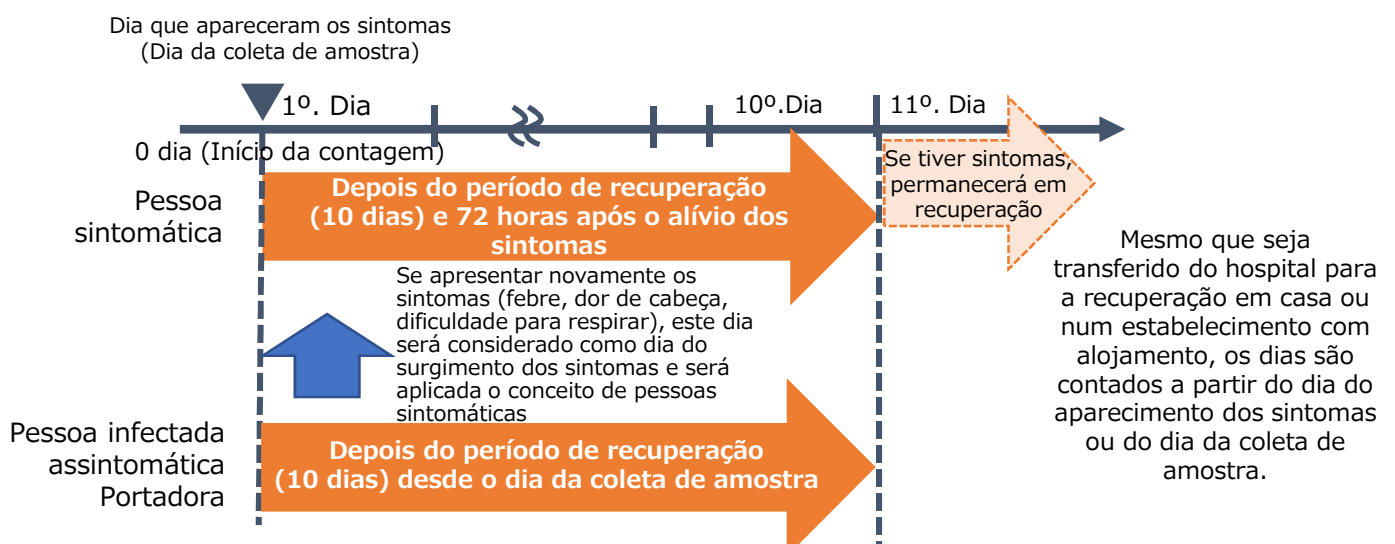 Dia que apareceram os sintomas
(Dia da coleta de amostra)
1º. Dia
10º.Dia
11º. Dia
0 dia (Início da contagem)
Pessoa
sintomática
Depois do período de recuperação
(10 dias) e 72 horas após o alívio dos
sintomas
Se tiver sintomas,
permanecerá em
recuperação
Se apresentar novamente os
sintomas (febre, dor de cabeça,
dificuldade para respirar), este dia
será considerado como dia do
surgimento dos sintomas e será
aplicada o conceito de pessoas
sintomáticas
Mesmo que seja
transferido do hospital para
a recuperação em casa ou
num estabelecimento com
alojamento, os dias são
contados a partir do dia do
aparecimento dos sintomas
ou do dia da coleta de
amostra.
Pessoa infectada
assintomática
Portadora
Depois do período de recuperação
(10 dias) desde o dia da coleta de amostra